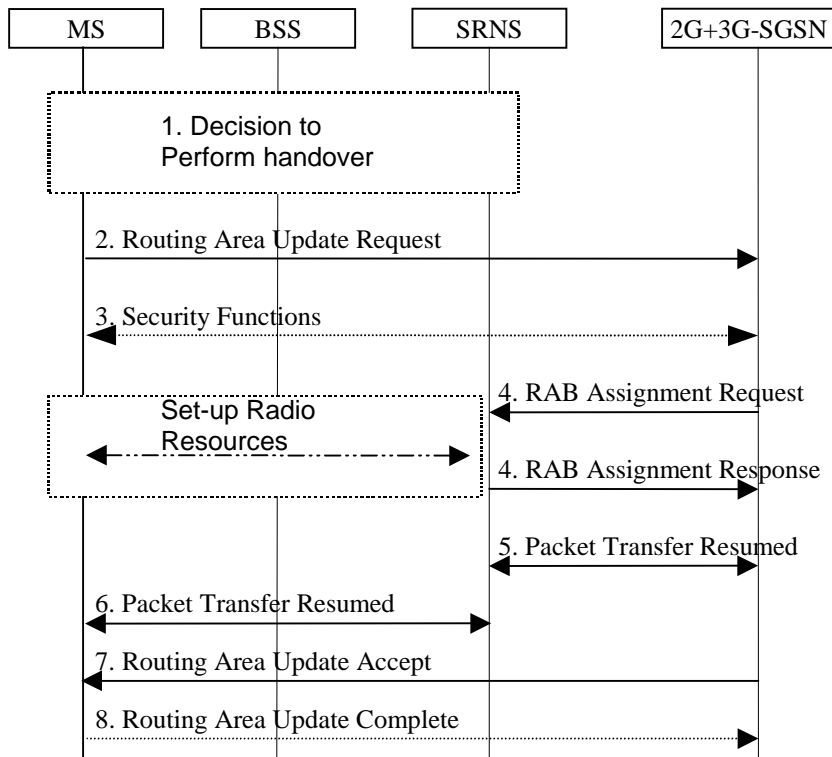 MS
BSS
SRNS
2G+3G-SGSN
1. Decision to
Perform handover
2. Routing Area Update Request
3. Security Functions
Set-up Radio
Resources
4. RAB Assignment Request
4. RAB Assignment Response
5. Packet Transfer Resumed
6. Packet Transfer Resumed
7. Routing Area Update Accept
8. Routing Area Update Complete